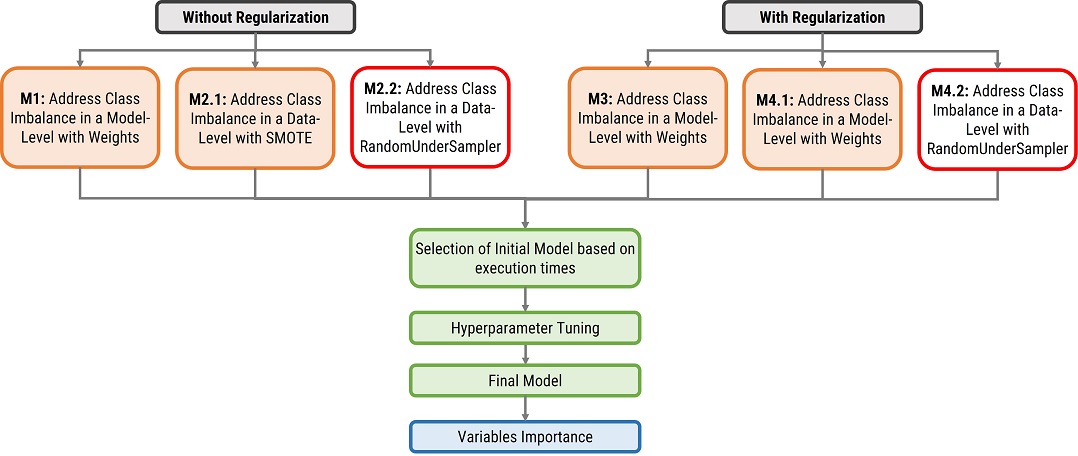 Without Regularization
With Regularization
M1: Address Class
Imbalance in a Model-
Level with Weights
M2.1: Address Class
Imbalance in a Data-
Level with SMOTE
M2.2: Address Class
Imbalance in a Data-
Level with
RandomUnderSampler
M3: Address Class
Imbalance in a Model-
Level with Weights
M4.1: Address Class
Imbalance in a Model-
Level with Weights
M4.2: Address Class
Imbalance in a Data-
Level with
RandomUnderSampler
Selection of Initial Model based on
execution times
Hyperparameter Tuning
Final Model
Variables Importance